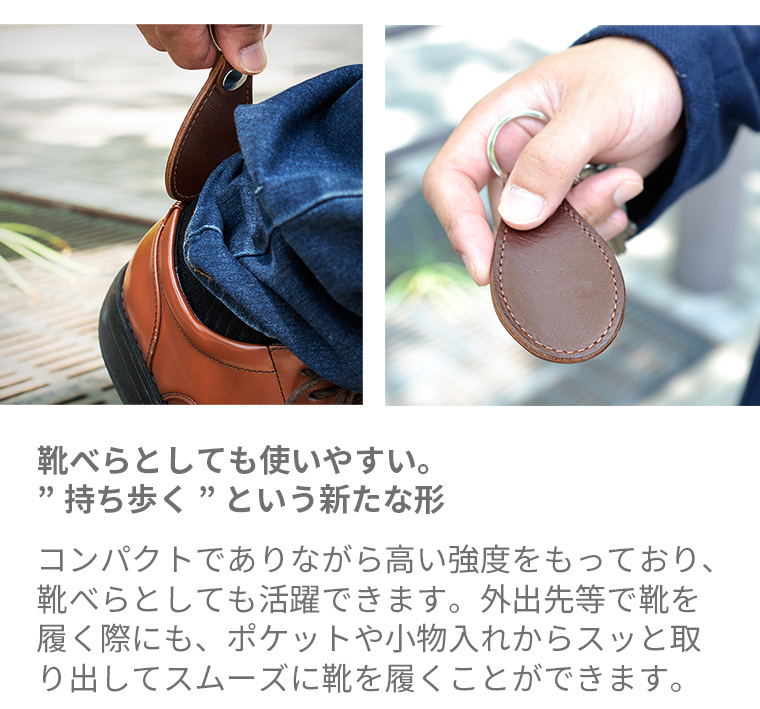 靴べらとしても使いやすい。
” 持ち歩く ” という新たな形
コンパクトでありながら高い強度をもっており、
靴べらとしても活躍できます。外出先等で靴を
履く際にも、ポケットや小物入れからスッと取
り出してスムーズに靴を履くことができます。